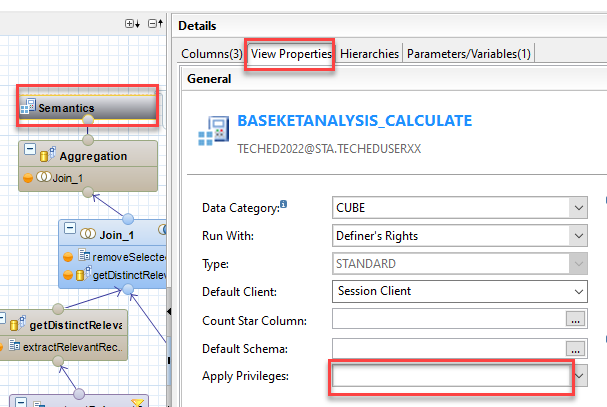 Semantics
Aggregation
Join_1
Join_1
removeSelected
getDistinctRelev
getDistinctReleva
extractRelevantRec...
Details
Columns(3) View Properties Hierarchies Parameters/Variables(1)
General
BASEKETANALYSIS_CALCULATE
TECHED2022@STA.TECHEDUSERXX
Data Category: CUBE
Run With: Definer's Rights
Type: STANDARD
Default Client: Session Client
Count Star Column: ...
Default Schema: ...
Apply Privileges: